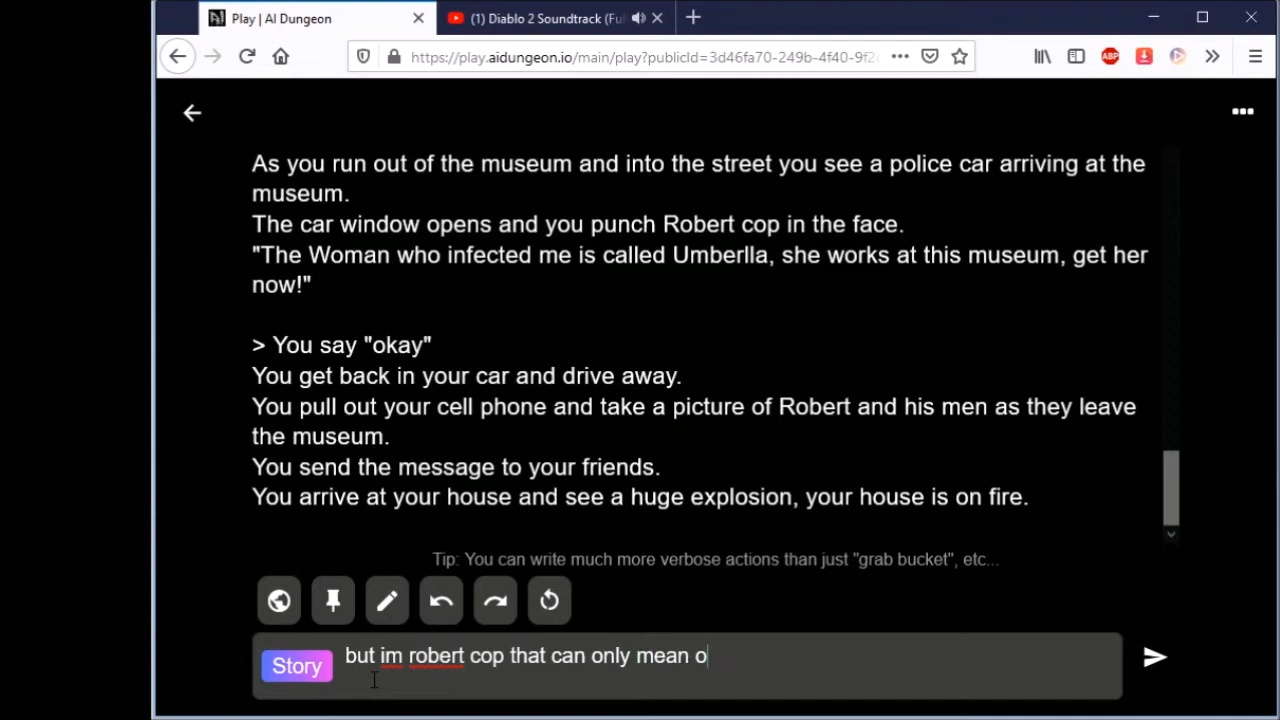 Play | AI Dungeon
(1) Diablo 2 Soundtrack (Ful
https://play.aidungeon.io/main/play?publicId=3d46fa70-249b-4f40-9f2
ABP
As you run out of the museum and into the street you see a police car arriving at the
museum.
The car window opens and you punch Robert cop in the face.
"The Woman who infected me is called Umberlla, she works at this museum, get her
now!"
> You say "okay"
You get back in your car and drive away.
You pull out your cell phone and take a picture of Robert and his men as they leave
the museum.
You send the message to your friends.
You arrive at your house and see a huge explosion, your house is on fire.
Tip: You can write much more verbose actions than just "grab bucket", etc...
Story but im robert cop that can only mean o